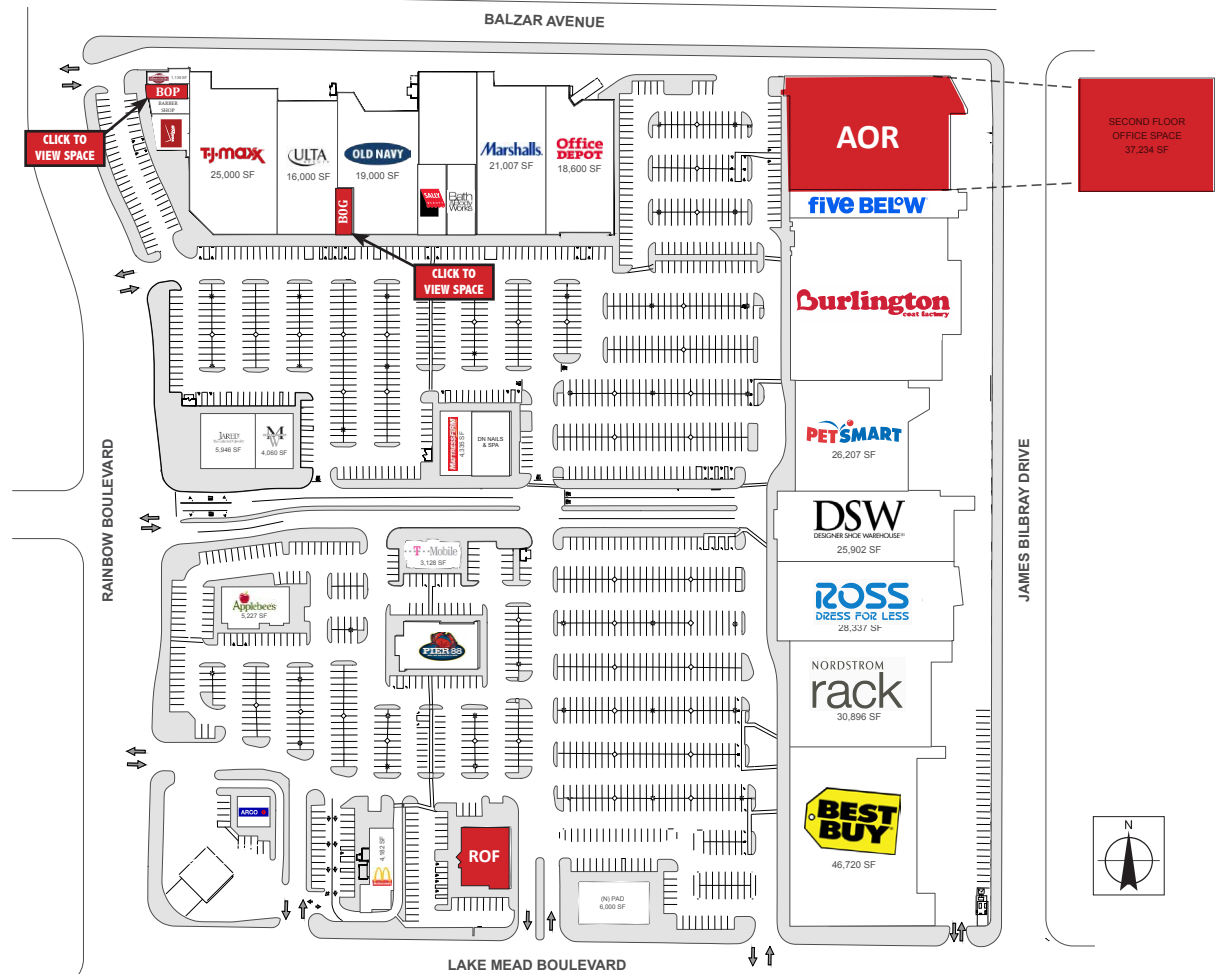 BALZAR AVENUE
1,138 SF
BOP
BARBER
SHOP
CLICK TO
VIEW SPACE
T·J·maxx
25,000 SF
ULTA
16,000 SF
OLD NAVY
19,000 SF
BOG
SALLY
Bath
& Body
Works
Marshalls.
21,007 SF
Office
DEPOT
18,600 SF
CLICK TO
VIEW SPACE
AOR
SECOND FLOOR
OFFICE SPACE
37,234 SF
five BELOW
Burlington
coat factory
PETSMART
26,207 SF
DSW
DESIGNER SHOE WAREHOUSE
25,902 SF
ROSS
DRESS FOR LESS
28,337 SF
NORDSTROM
rack
30,896 SF
BEST
BUY
46,720 SF
JARED
5,946 SF
M
W
4,060 SF
MATTRESS FIRM
4,335 SF
DN NAILS
& SPA
RAINBOW BOULEVARD
JAMES BILBRAY DRIVE
T··Mobile
3,128 SF
Applebee's
5,227 SF
PIER 88
ARCO
4,182 SF
ROF
(N) PAD
6,000 SF
N
LAKE MEAD BOULEVARD